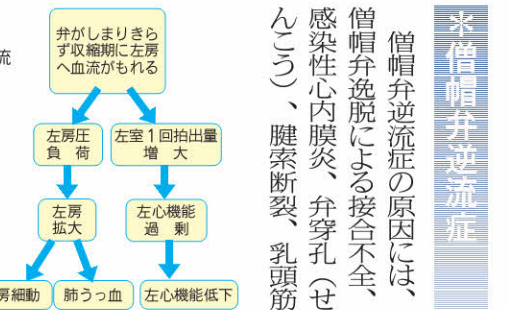 *僧帽弁逆流症
僧帽弁逆流症の原因には、
僧帽弁逸脱による接合不全、
感染性心内膜炎、弁穿孔（せ
んこう）、腱索断裂、乳頭筋
流
弁がしまりきら
ず収縮期に左房
へ血流がもれる
左房圧
負荷
左室1回拍出量
増大
左房
拡大
左心機能
過剰
房細動
肺うっ血
左心機能低下